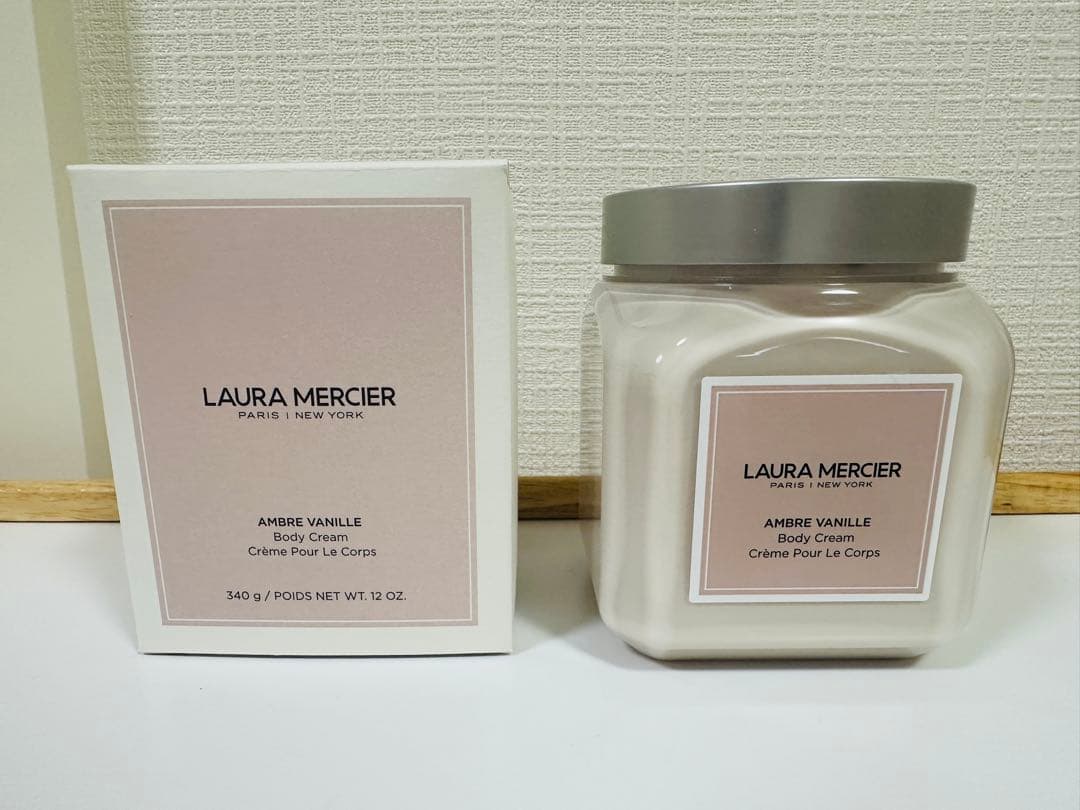 LAURA MERCIER
PARIS | NEW YORK
AMBRE VANILLE
Body Cream
Crème Pour Le Corps
340 g / POIDS NET WT. 12 OZ.
LAURA MERCIER
PARIS | NEW YORK
AMBRE VANILLE
Body Cream
Crème Pour Le Corps